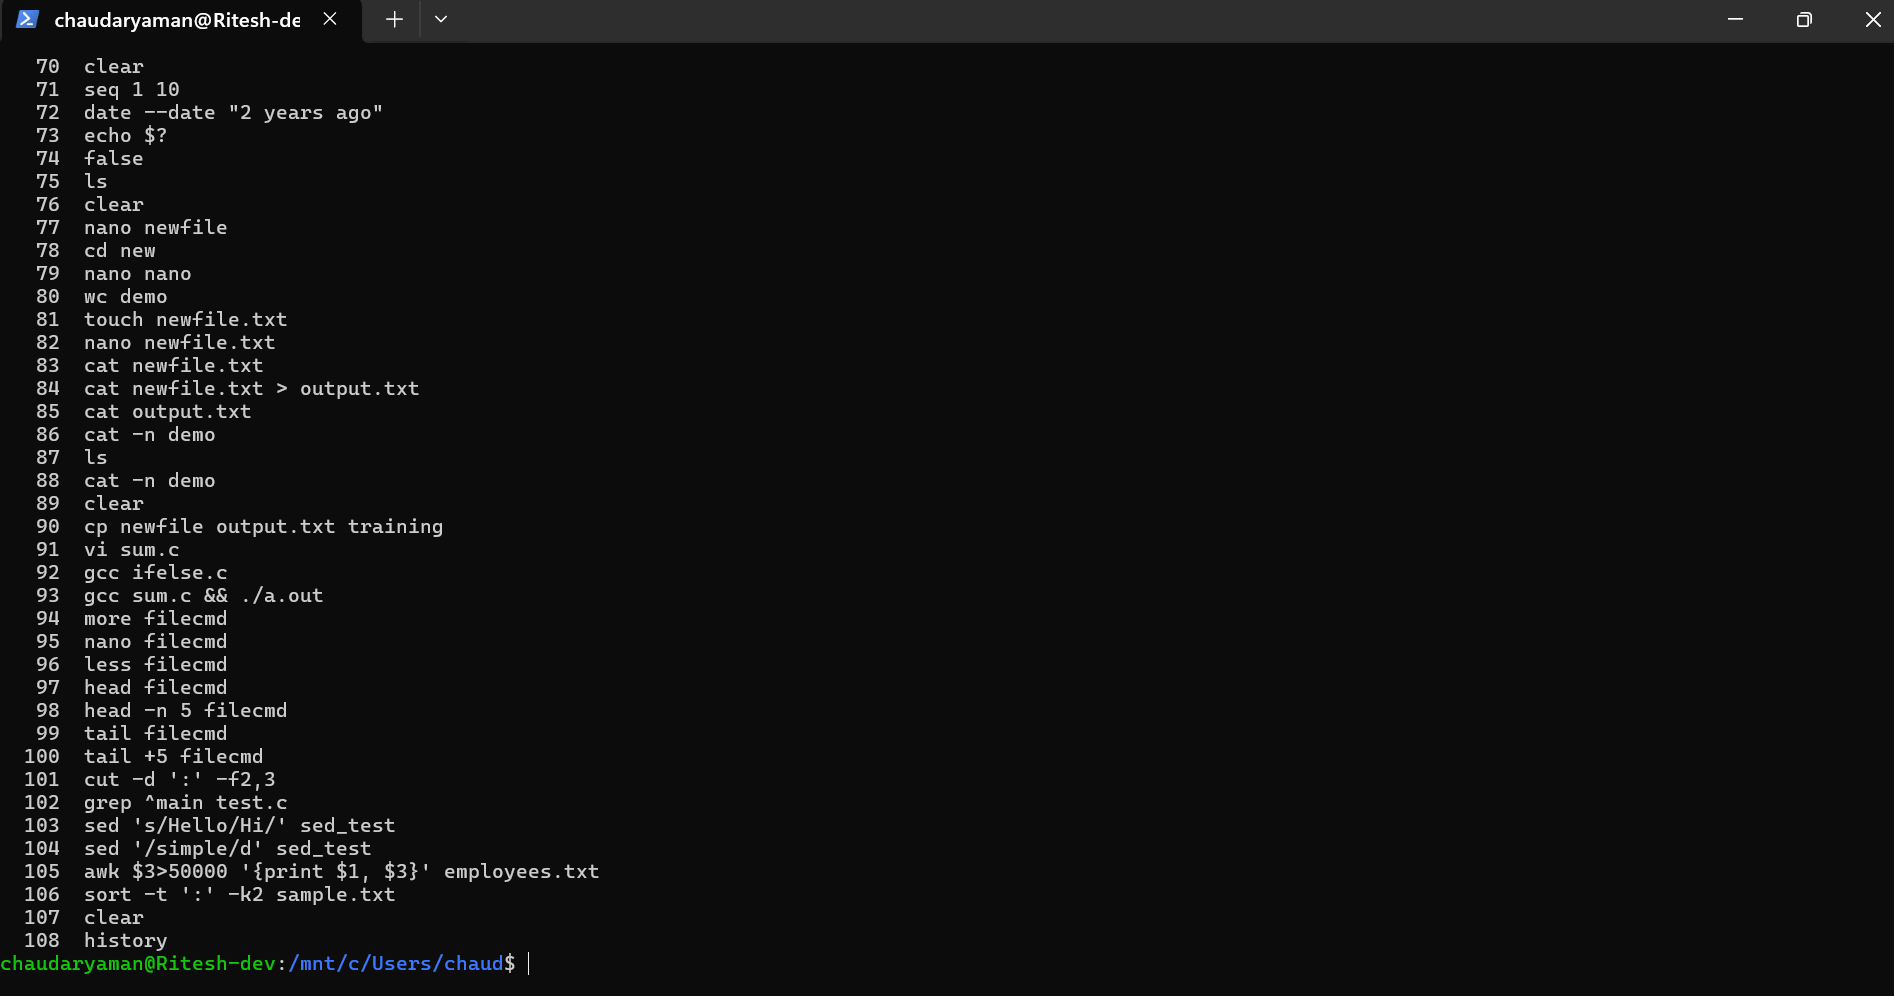 chaudaryaman@Ritesh-de
70 clear
71 seq 1 10
72 date --date "2 years ago"
73 echo $?
74 false
75 ls
76 clear
77 nano newfile
78 cd new
79 nano nano
80 wc demo
81 touch newfile.txt
82 nano newfile.txt
83 cat newfile.txt
84 cat newfile.txt > output.txt
85 cat output.txt
86 cat -n demo
87 ls
88 cat -n demo
89 clear
90 cp newfile output.txt training
91 vi sum.c
92 gcc ifelse.c
93 gcc sum.c && ./a.out
94 more filecmd
95 nano filecmd
96 less filecmd
97 head filecmd
98 head -n 5 filecmd
99 tail filecmd
100 tail +5 filecmd
101 cut -d ':' -f2,3
102 grep ^main test.c
103 sed 's/Hello/Hi/' sed_test
104 sed '/simple/d' sed_test
105 awk $3>50000 '{print $1, $3}' employees.txt
106 sort -t ':' -k2 sample.txt
107 clear
108 history
chaudaryaman@Ritesh-dev:/mnt/c/Users/chaud$